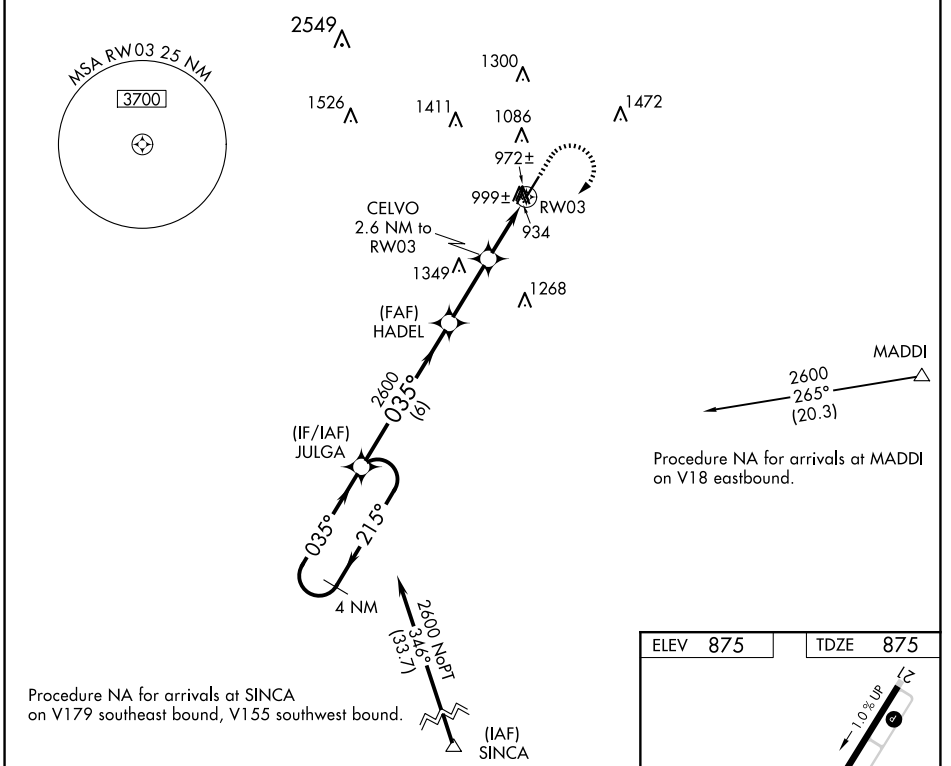 2549
MSA RW03 25 NM
3700
1300
1526
1411
1086
1472
972±
999±
RW03
934
CELVO
2.6 NM to
RW03
1349
1268
(FAF)
HADEL
MADDI
2600
265°
(20.3)
2600
035°
(6)
(IF/IAF)
JULGA
Procedure NA for arrivals at MADDI
on V18 eastbound.
035°
215°
4 NM
2600 NoPT
346°
(33.7)
ELEV 875
TDZE 875
21
1.0 % UP
P
Procedure NA for arrivals at SINCA
on V179 southeast bound, V155 southwest bound.
(IAF)
SINCA